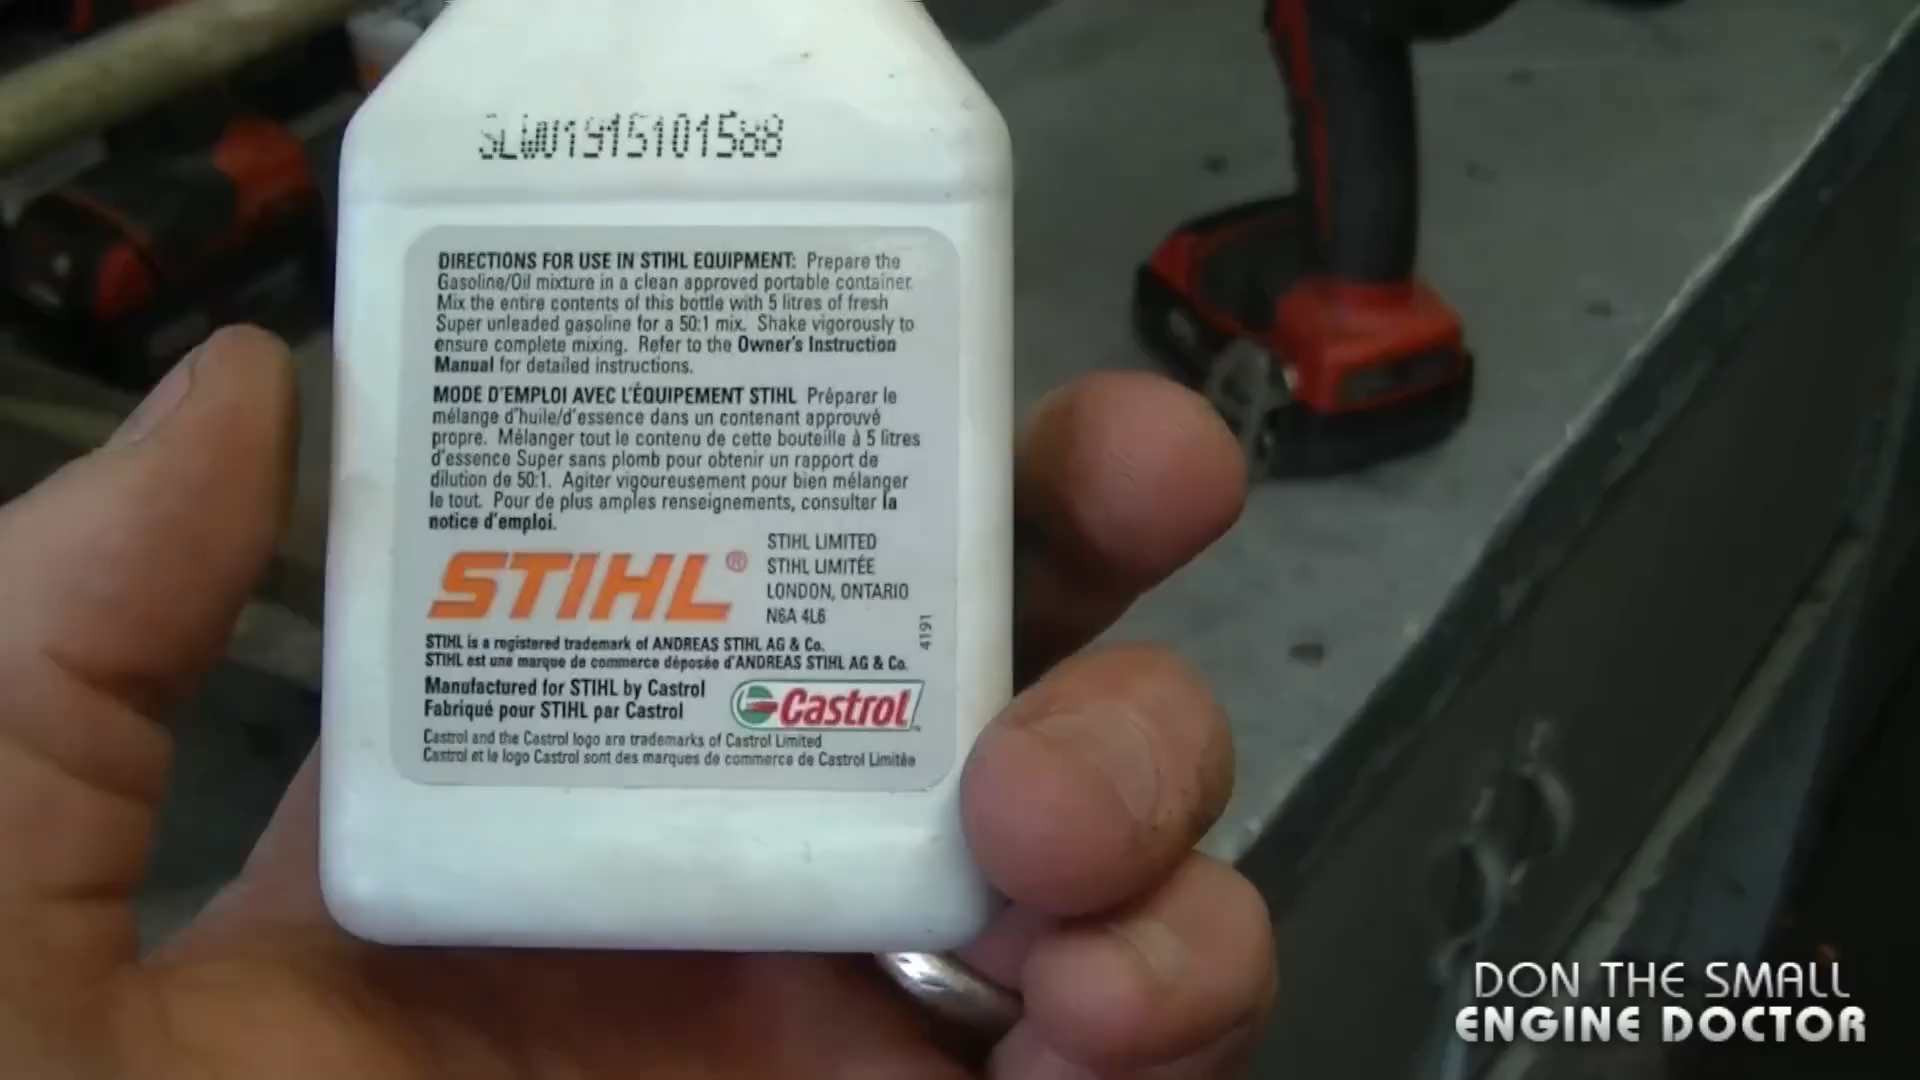 SLW01915101588
DIRECTIONS FOR USE IN STIHL EQUIPMENT: Prepare the
Gasoline/Oil mixture in a clean approved portable container.
Mix the entire contents of this bottle with 5 litres of fresh
Super unleaded gasoline for a 50:1 mix. Shake vigorously to
ensure complete mixing. Refer to the Owner's Instruction
Manual for detailed instructions.
MODE D'EMPLOI AVEC L'ÉQUIPEMENT STIHL Préparer le
mélange d'huile/d'essence dans un contenant approuvé
propre. Mélanger tout le contenu de cette bouteille à 5 litres
d'essence Super sans plomb pour obtenir un rapport de
dilution de 50:1. Agiter vigoureusement pour bien mélanger
le tout. Pour de plus amples renseignements, consulter la
notice d'emploi.
STIHL®
STIHL LIMITED
STIHL LIMITÉE
LONDON, ONTARIO
N6A 4L6
4191
STIHL is a registered trademark of ANDREAS STIHL AG & Co.
STIHL est une marque de commerce déposée d'ANDREAS STIHL AG & Co.
Manufactured for STIHL by Castrol
Fabriqué pour STIHL par Castrol
Castrol
Castrol and the Castrol logo are trademarks of Castrol Limited
Castrol et le logo Castrol sont des marques de commerce de Castrol Limitée
DON THE SMALL
ENGINE DOCTOR